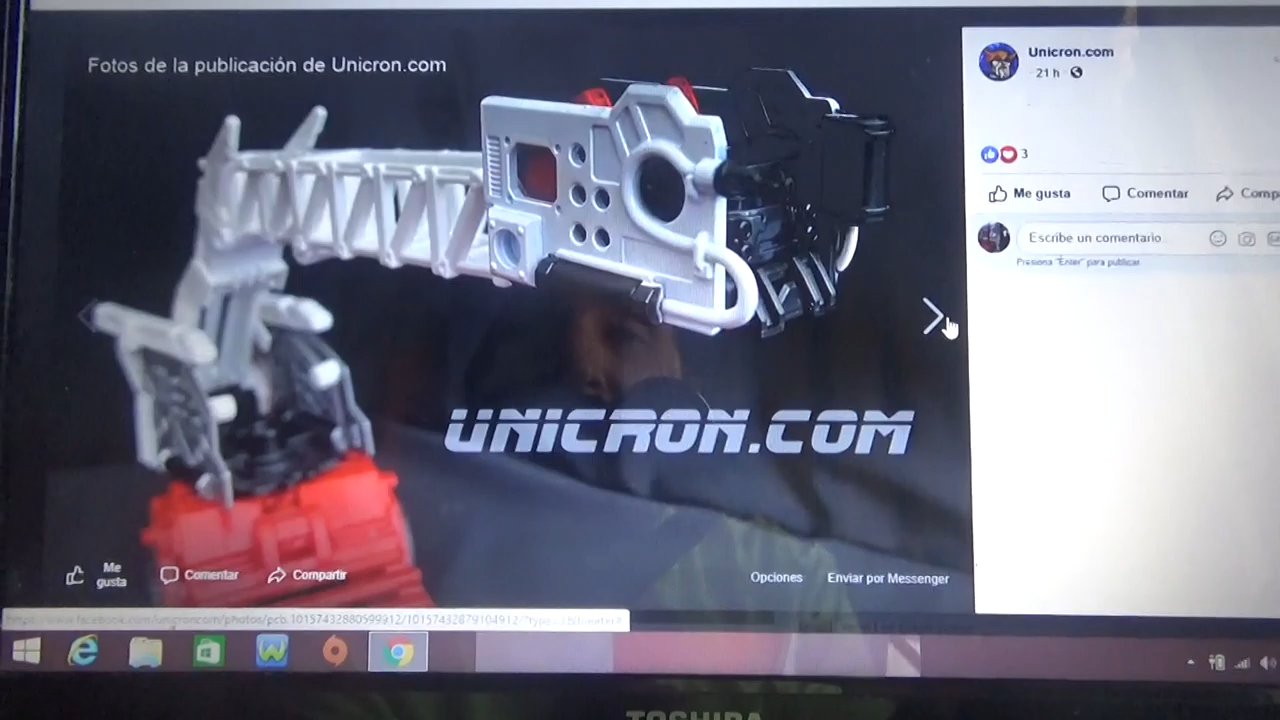 Fotos de la publicación de Unicron.com
Unicron.com
21 h
3
Me gusta
Comentar
Escribe un comentario
Presiona "Enter" para publicar.
UNICRON.COM
Me gusta
Comentar
Compartir
Opciones
Enviar por Messenger
TOSHIBA